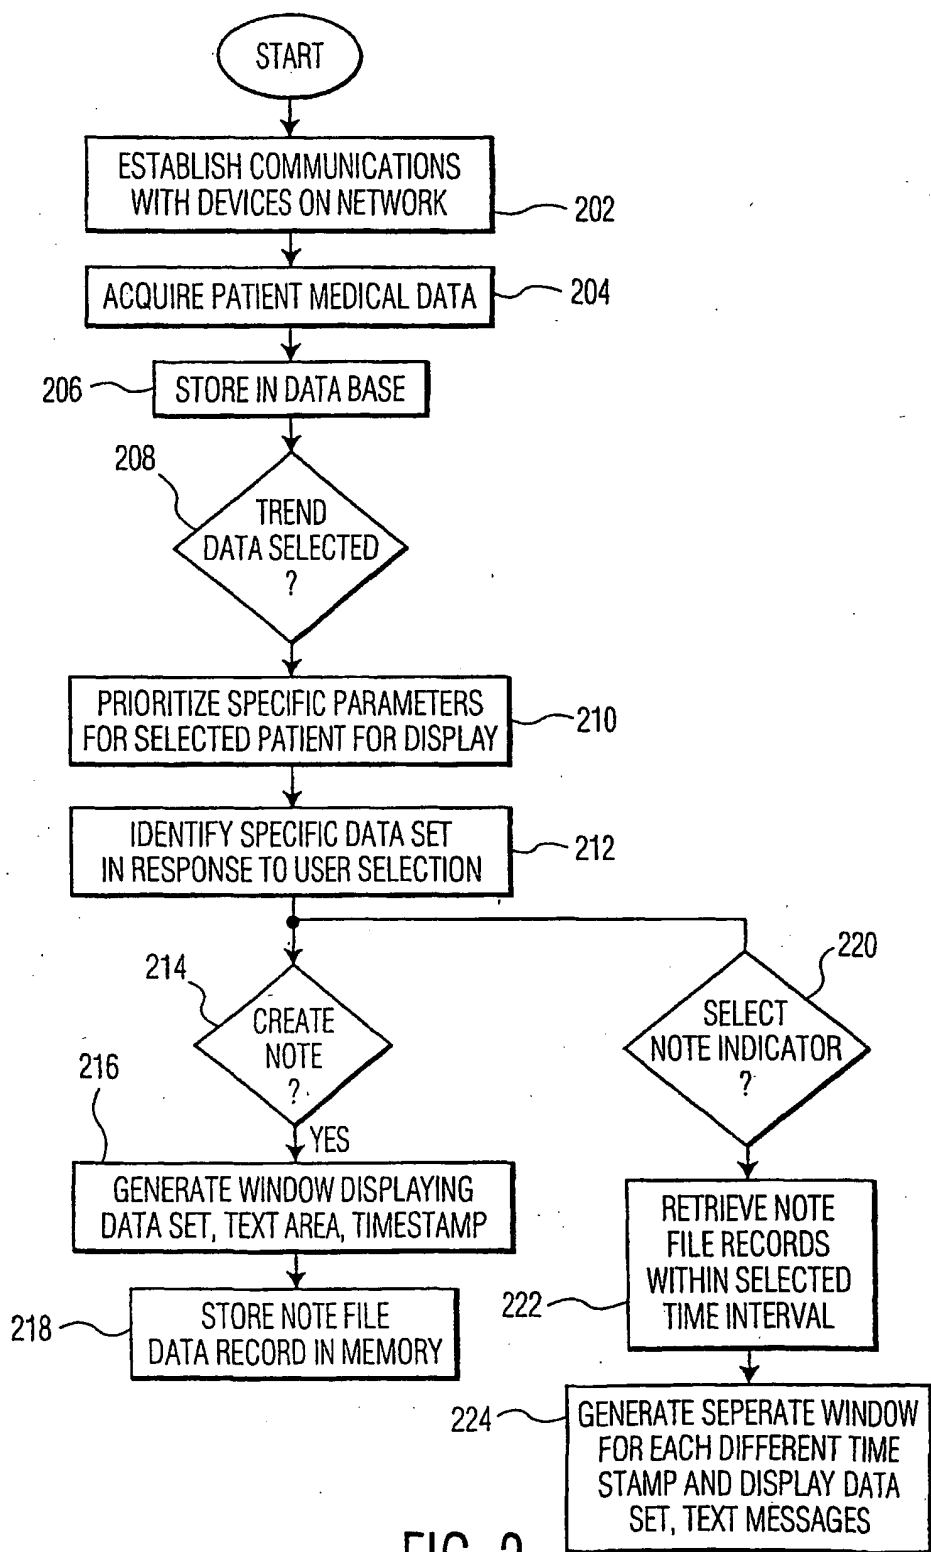 START
ESTABLISH COMMUNICATIONS
WITH DEVICES ON NETWORK
202
ACQUIRE PATIENT MEDICAL DATA
204
206
STORE IN DATA BASE
208
TREND
DATA SELECTED
?
PRIORITIZE SPECIFIC PARAMETERS
FOR SELECTED PATIENT FOR DISPLAY
210
IDENTIFY SPECIFIC DATA SET
IN RESPONSE TO USER SELECTION
212
214
CREATE
NOTE
?
YES
216
GENERATE WINDOW DISPLAYING
DATA SET, TEXT AREA, TIMESTAMP
218
STORE NOTE FILE
DATA RECORD IN MEMORY
220
SELECT
NOTE INDICATOR
?
222
RETRIEVE NOTE
FILE RECORDS
WITHIN SELECTED
TIME INTERVAL
224
GENERATE SEPERATE WINDOW
FOR EACH DIFFERENT TIME
STAMP AND DISPLAY DATA
SET, TEXT MESSAGES
FIG.